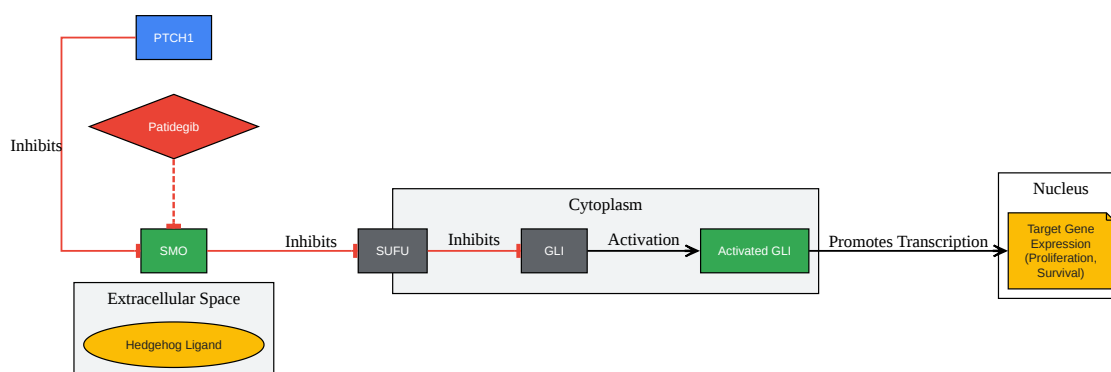 PTCH1
Patidegib
Inhibits
Nucleus
Cytoplasm
SMO
Inhibits
SUFU
Inhibits
GLI
Activation
Activated GLI
Promotes Transcription
Target Gene
Expression
(Proliferation,
Survival)
Extracellular Space
Hedgehog Ligand